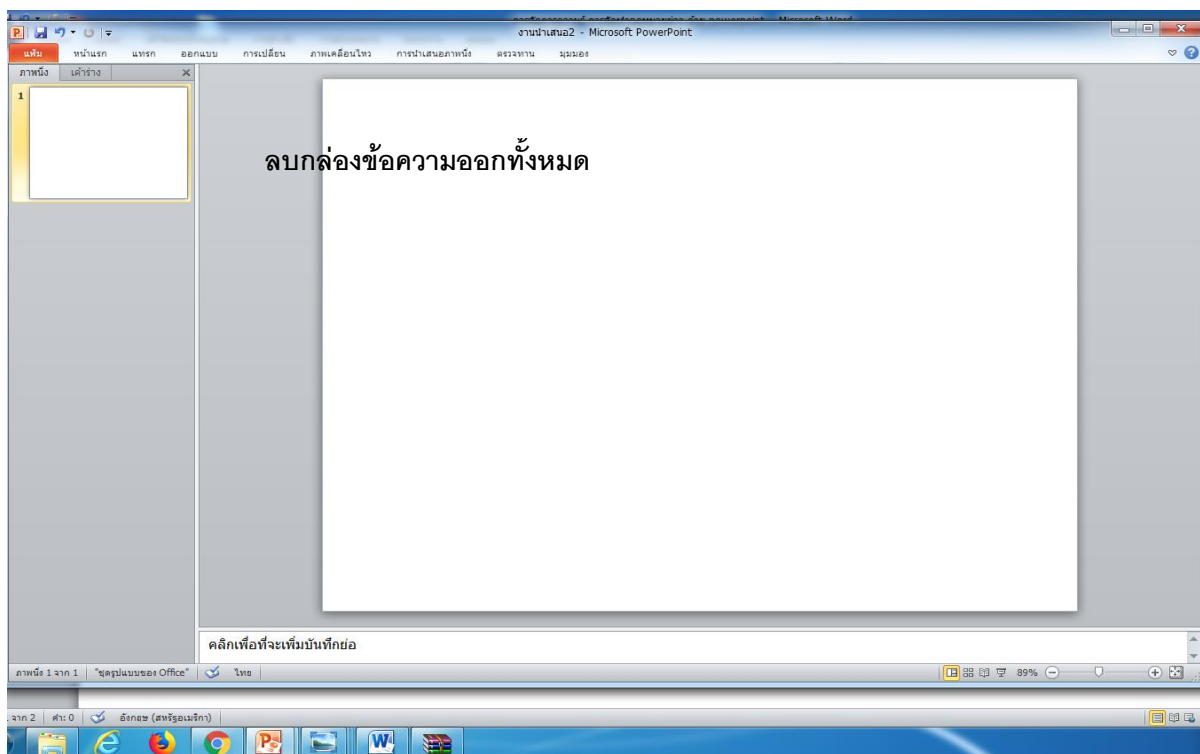 งานนำเสนอ2 - Microsoft PowerPoint
แฟ้ม หน้าแรก แทรก ออกแบบ การเปลี่ยน ภาพเคลื่อนไหว การนำเสนอภาพนิ่ง ตรวจทาน มุมมอง
ภาพนิ่ง เค้าร่าง
1
ลบกล่องข้อความออกทั้งหมด
คลิกเพื่อที่จะเพิ่มบันทึกย่อ
ภาพนิ่ง 1 จาก 1 "ชุดรูปแบบของ Office" ไทย 89%
จาก 2 คำ: 0 อังกฤษ (สหรัฐอเมริกา)